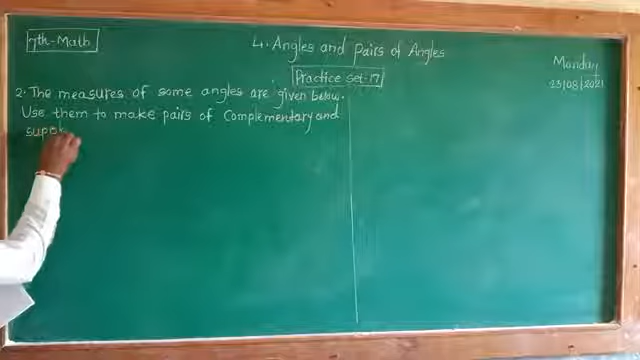 7th-Math
4. Angles and Pairs of Angles
Monday
23/08/2021
Practice Set-17
2. The measures of some angles are given below.
Use them to make pairs of Complementary and